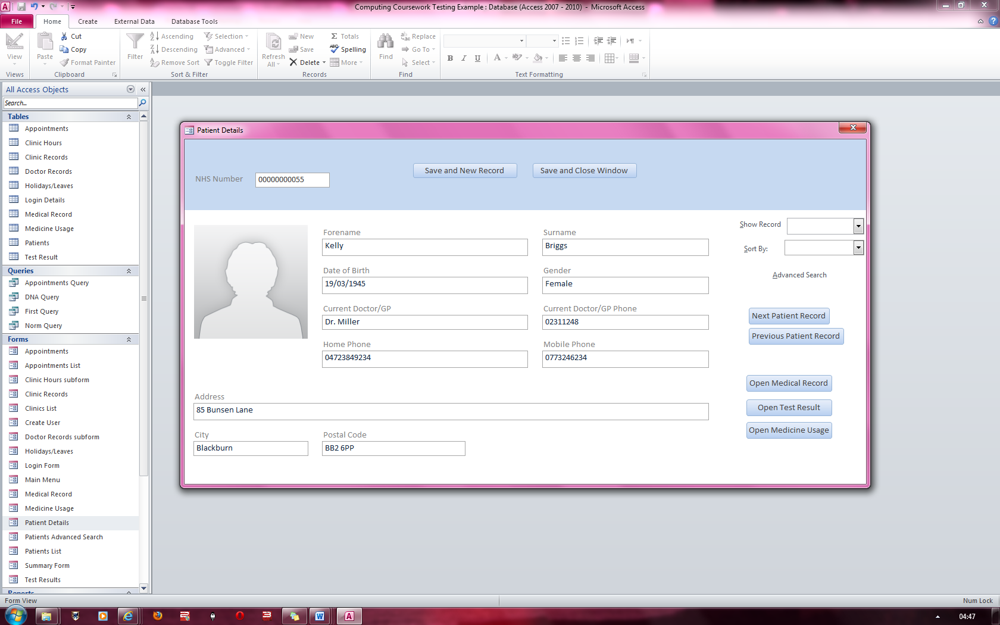 Computing Coursework Testing Example : Database (Access 2007 - 2010) - Microsoft Access
File Home Create External Data Database Tools
View
Views
Paste
Cut
Copy
Format Painter
Clipboard
Filter
Ascending
Descending
Remove Sort
Selection
Advanced
Toggle Filter
Sort & Filter
Refresh All
New
Save
Delete
Totals
Spelling
More
Records
Find
Replace
Go To
Select
Find
B I U A
Text Formatting
All Access Objects
Search...
Tables
Appointments
Clinic Hours
Clinic Records
Doctor Records
Holidays/Leaves
Login Details
Medical Record
Medicine Usage
Patients
Test Result
Queries
Appointments Query
DNA Query
First Query
Norm Query
Forms
Appointments
Appointments List
Clinic Hours subform
Clinic Records
Clinics List
Create User
Doctor Records subform
Holidays/Leaves
Login Form
Main Menu
Medical Record
Medicine Usage
Patient Details
Patients Advanced Search
Patients List
Summary Form
Test Results
Reports
Patient Details
NHS Number 00000000055
Save and New Record
Save and Close Window
Forename
Kelly
Surname
Briggs
Date of Birth
19/03/1945
Gender
Female
Current Doctor/GP
Dr. Miller
Current Doctor/GP Phone
02311248
Home Phone
04723849234
Mobile Phone
0773246234
Address
85 Bunsen Lane
City
Blackburn
Postal Code
BB2 6PP
Show Record
Sort By:
Advanced Search
Next Patient Record
Previous Patient Record
Open Medical Record
Open Test Result
Open Medicine Usage
Form View
Num Lock
04:47